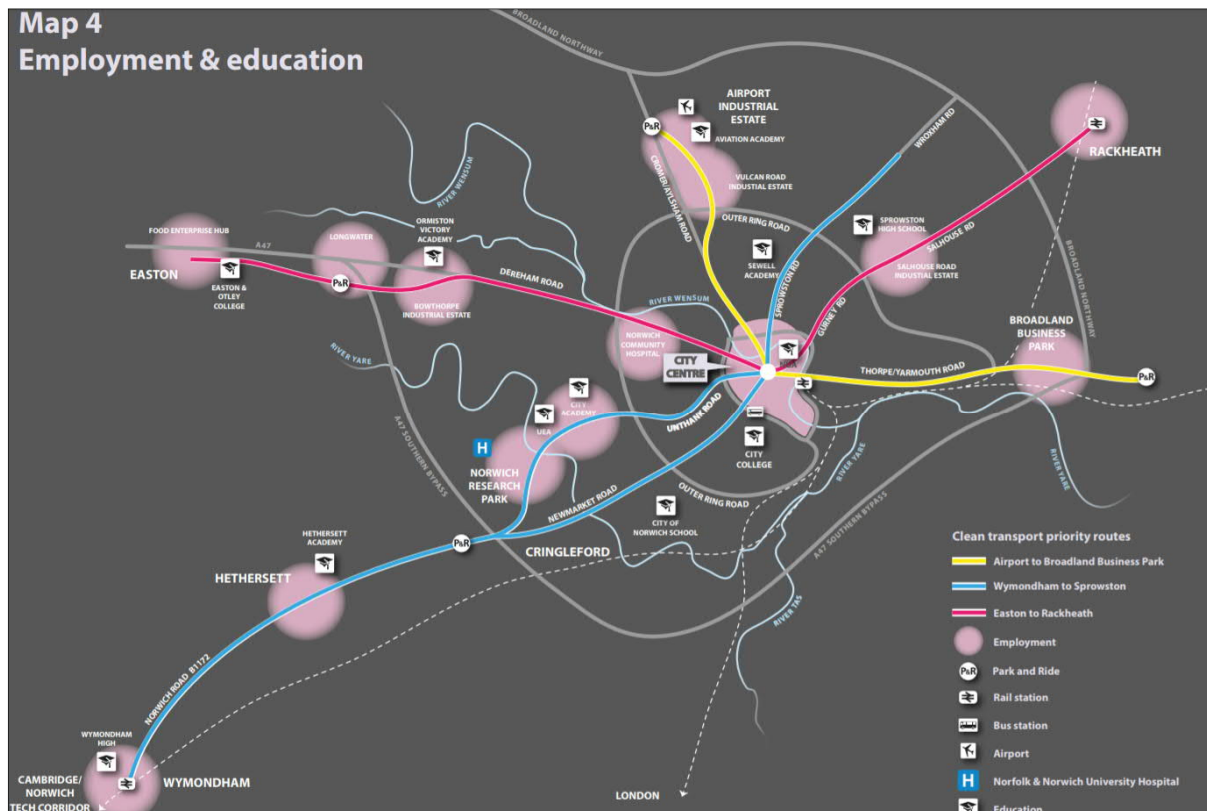 Map 4
Employment & education
BROADLAND NORTHWAY
AIRPORT
INDUSTRIAL
ESTATE
P&R
AVIATION ACADEMY
WROXHAM RD
RACKHEATH
CROMER/AYLSHAM ROAD
VULCAN ROAD
INDUSTIAL ESTATE
RIVER WENSUM
OUTER RING ROAD
SPROWSTON
HIGH SCHOOL
SALHOUSE RD
BROADLAND NORTHWAY
FOOD ENTERPRISE HUB
A47
LONGWATER
ORMISTON
VICTORY
ACADEMY
SEWELL
ACADEMY
SPROWSTON RD
SALHOUSE ROAD
INDUSTIAL ESTATE
EASTON
EASTON &
OTLEY
COLLEGE
P&R
DEREHAM ROAD
BOWTHORPE
INDUSTRIAL ESTATE
RIVER WENSUM
GURNEY RD
BROADLAND
BUSINESS
PARK
NORWICH
COMMUNITY
HOSPITAL
CITY
CENTRE
THORPE/YARMOUTH ROAD
P&R
RIVER YARE
A47 SOUTHERN BYPASS
CITY
ACADEMY
UEA
UNTHANK ROAD
H
NORWICH
RESEARCH
PARK
CITY
COLLEGE
RIVER YARE
RIVER YARE
NEWMARKET ROAD
OUTER RING ROAD
CITY OF
NORWICH SCHOOL
A47 SOUTHERN BYPASS
P&R
CRINGLEFORD
HETHERSETT
ACADEMY
HETHERSETT
RIVER TAS
NORWICH ROAD B1172
WYMONDHAM
HIGH
WYMONDHAM
CAMBRIDGE/
NORWICH
TECH CORRIDOR
LONDON
Clean transport priority routes
Airport to Broadland Business Park
Wymondham to Sprowston
Easton to Rackheath
Employment
P&R Park and Ride
Rail station
Bus station
Airport
H Norfolk & Norwich University Hospital
Education